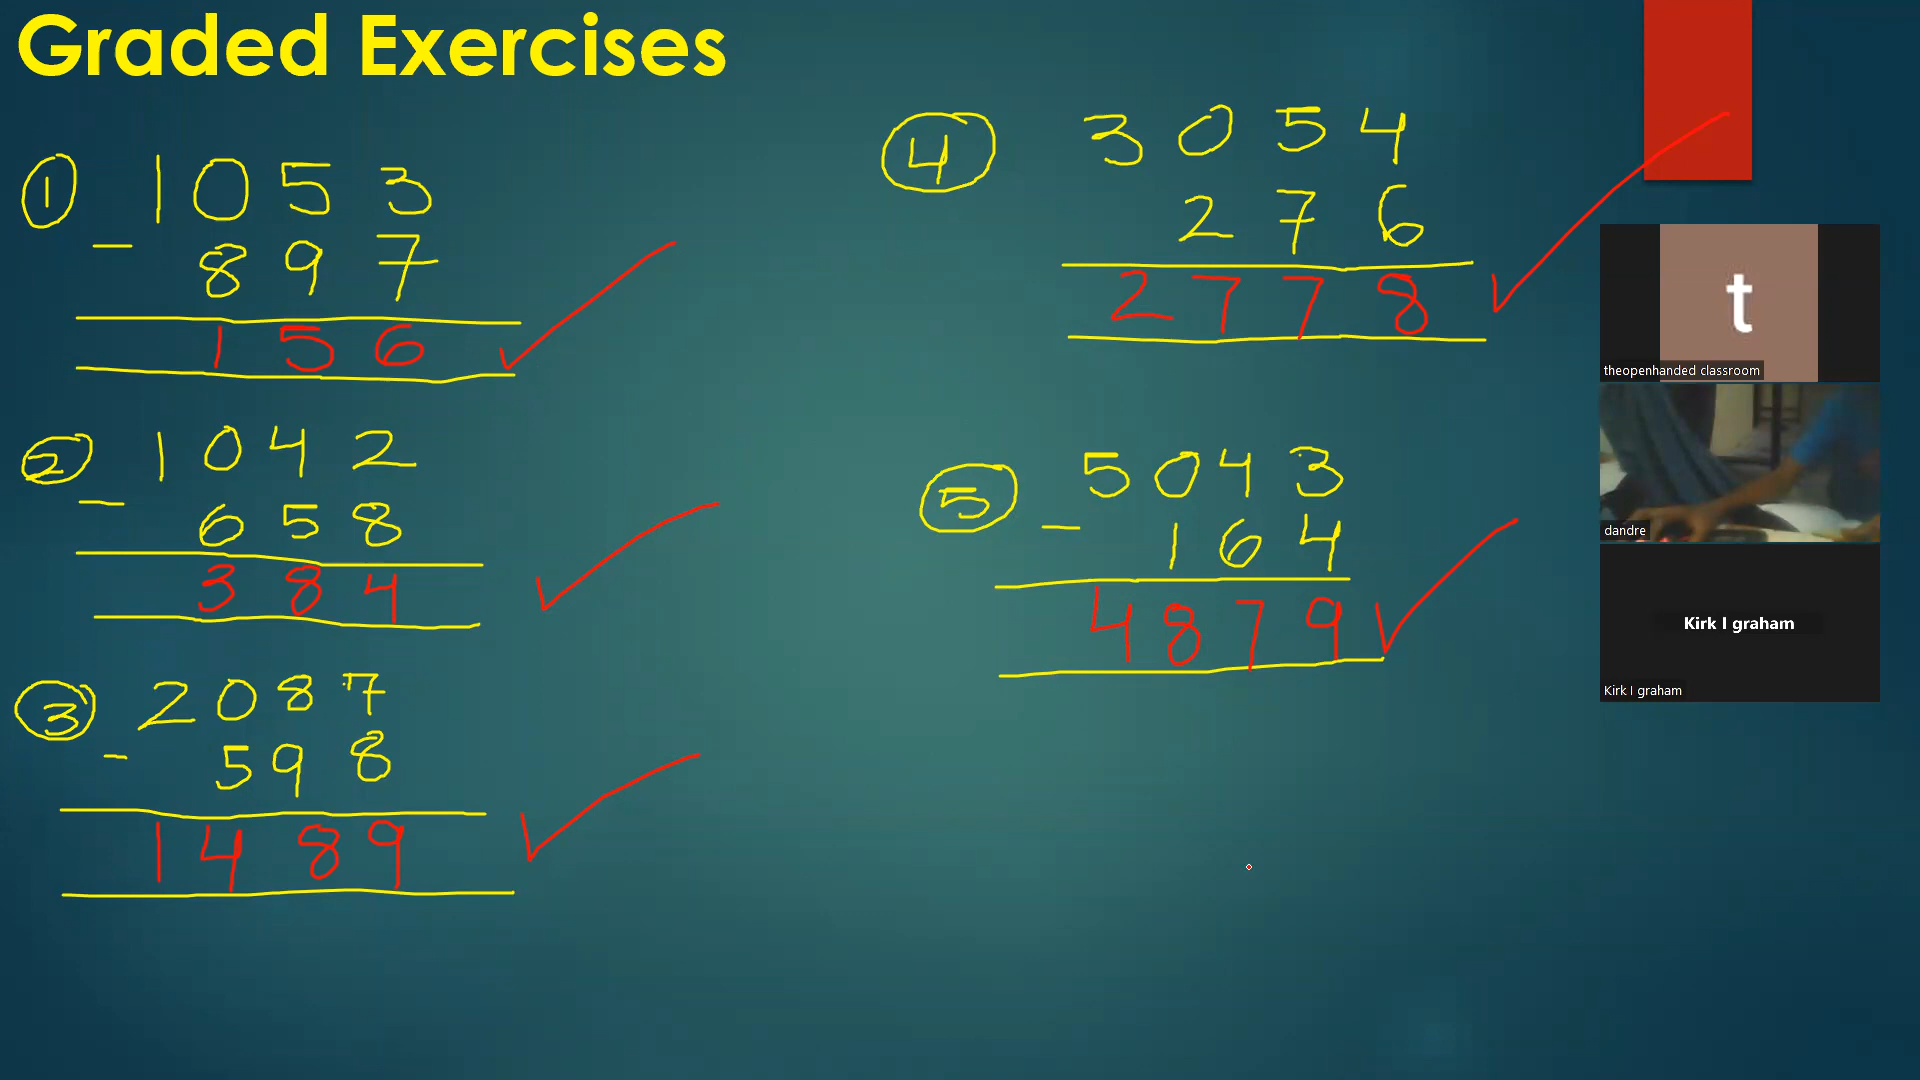 Graded Exercises
① 1053
- 897
156
② 1042
- 658
384
③ 2087
- 598
1489
④ 3054
276
2778
⑤ 5043
- 164
4879
t
theopenhanded classroom
dandre
Kirk I graham
Kirk I graham